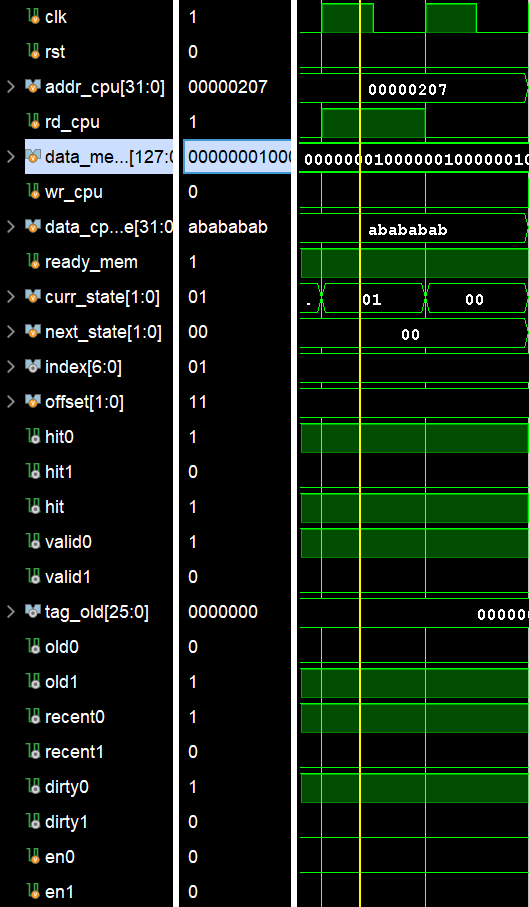 clk 1
rst 0
addr_cpu[31:0] 00000207 00000207
rd_cpu 1
data_me...[127:0 00000001000 00000001000000100000010
wr_cpu 0
data_cp...e[31:0 abababab abababab
ready_mem 1
curr_state[1:0] 01 . 01 00
next_state[1:0] 00 00
index[6:0] 01
offset[1:0] 11
hit0 1
hit1 0
hit 1
valid0 1
valid1 0
tag_old[25:0] 0000000 000000
old0 0
old1 1
recent0 1
recent1 0
dirty0 1
dirty1 0
en0 0
en1 0